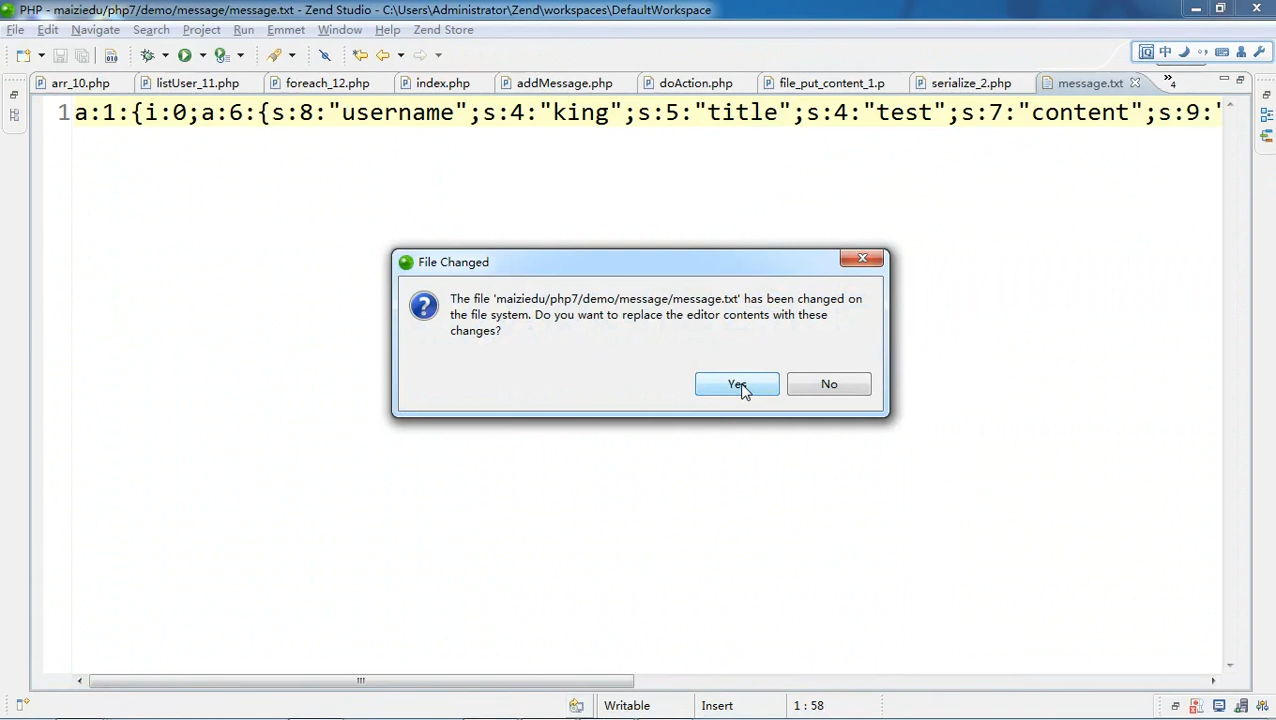 PHP - maiziedu/php7/demo/message/message.txt - Zend Studio - C:\Users\Administrator\Zend\workspaces\DefaultWorkspace
File Edit Navigate Search Project Run Emmet Window Help Zend Store
中
arr_10.php listUser_11.php foreach_12.php index.php addMessage.php doAction.php file_put_content_1.p serialize_2.php message.txt »4
1 a:1:{i:0;a:6:{s:8:"username";s:4:"king";s:5:"title";s:4:"test";s:7:"content";s:9:"
File Changed
The file 'maiziedu/php7/demo/message/message.txt' has been changed on
the file system. Do you want to replace the editor contents with these
changes?
Yes No
Writable Insert 1 : 58